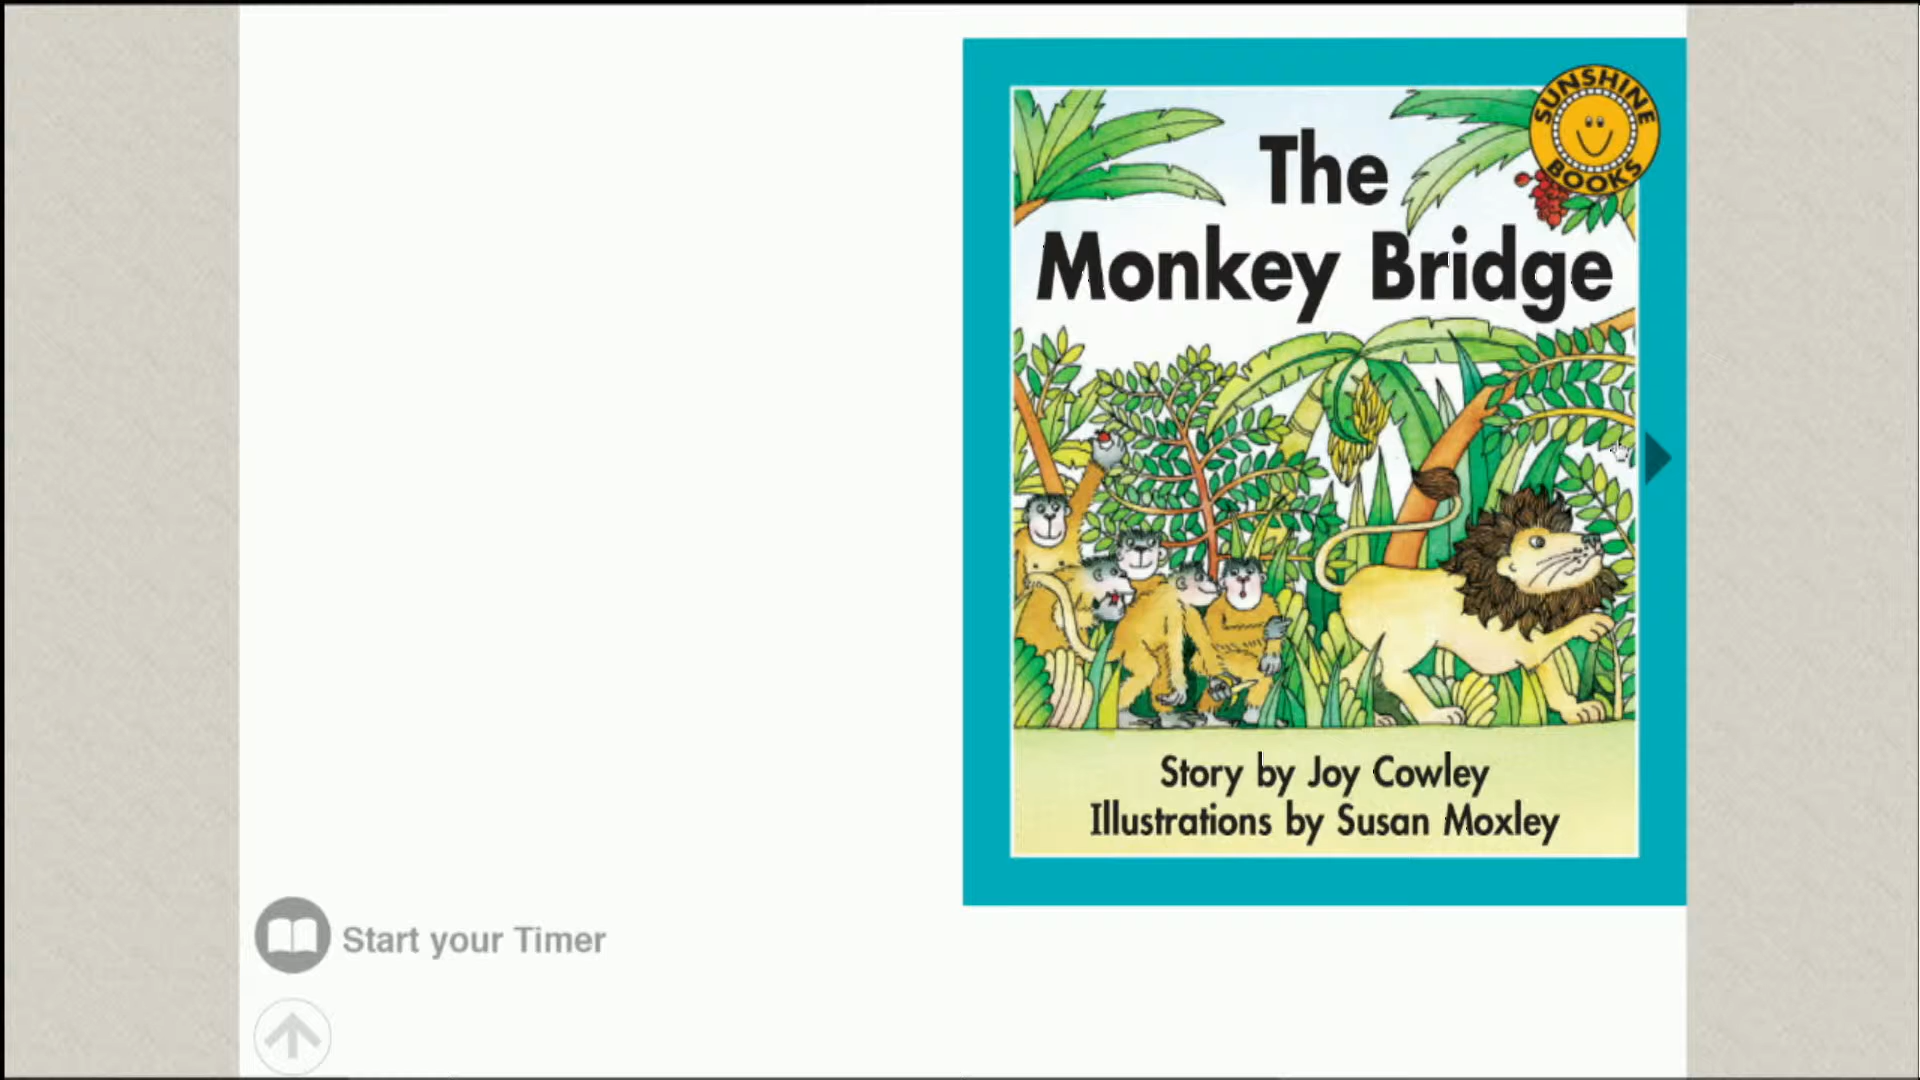 SUNSHINE
BOOKS
The
Monkey Bridge
Story by Joy Cowley
Illustrations by Susan Moxley
Start your Timer